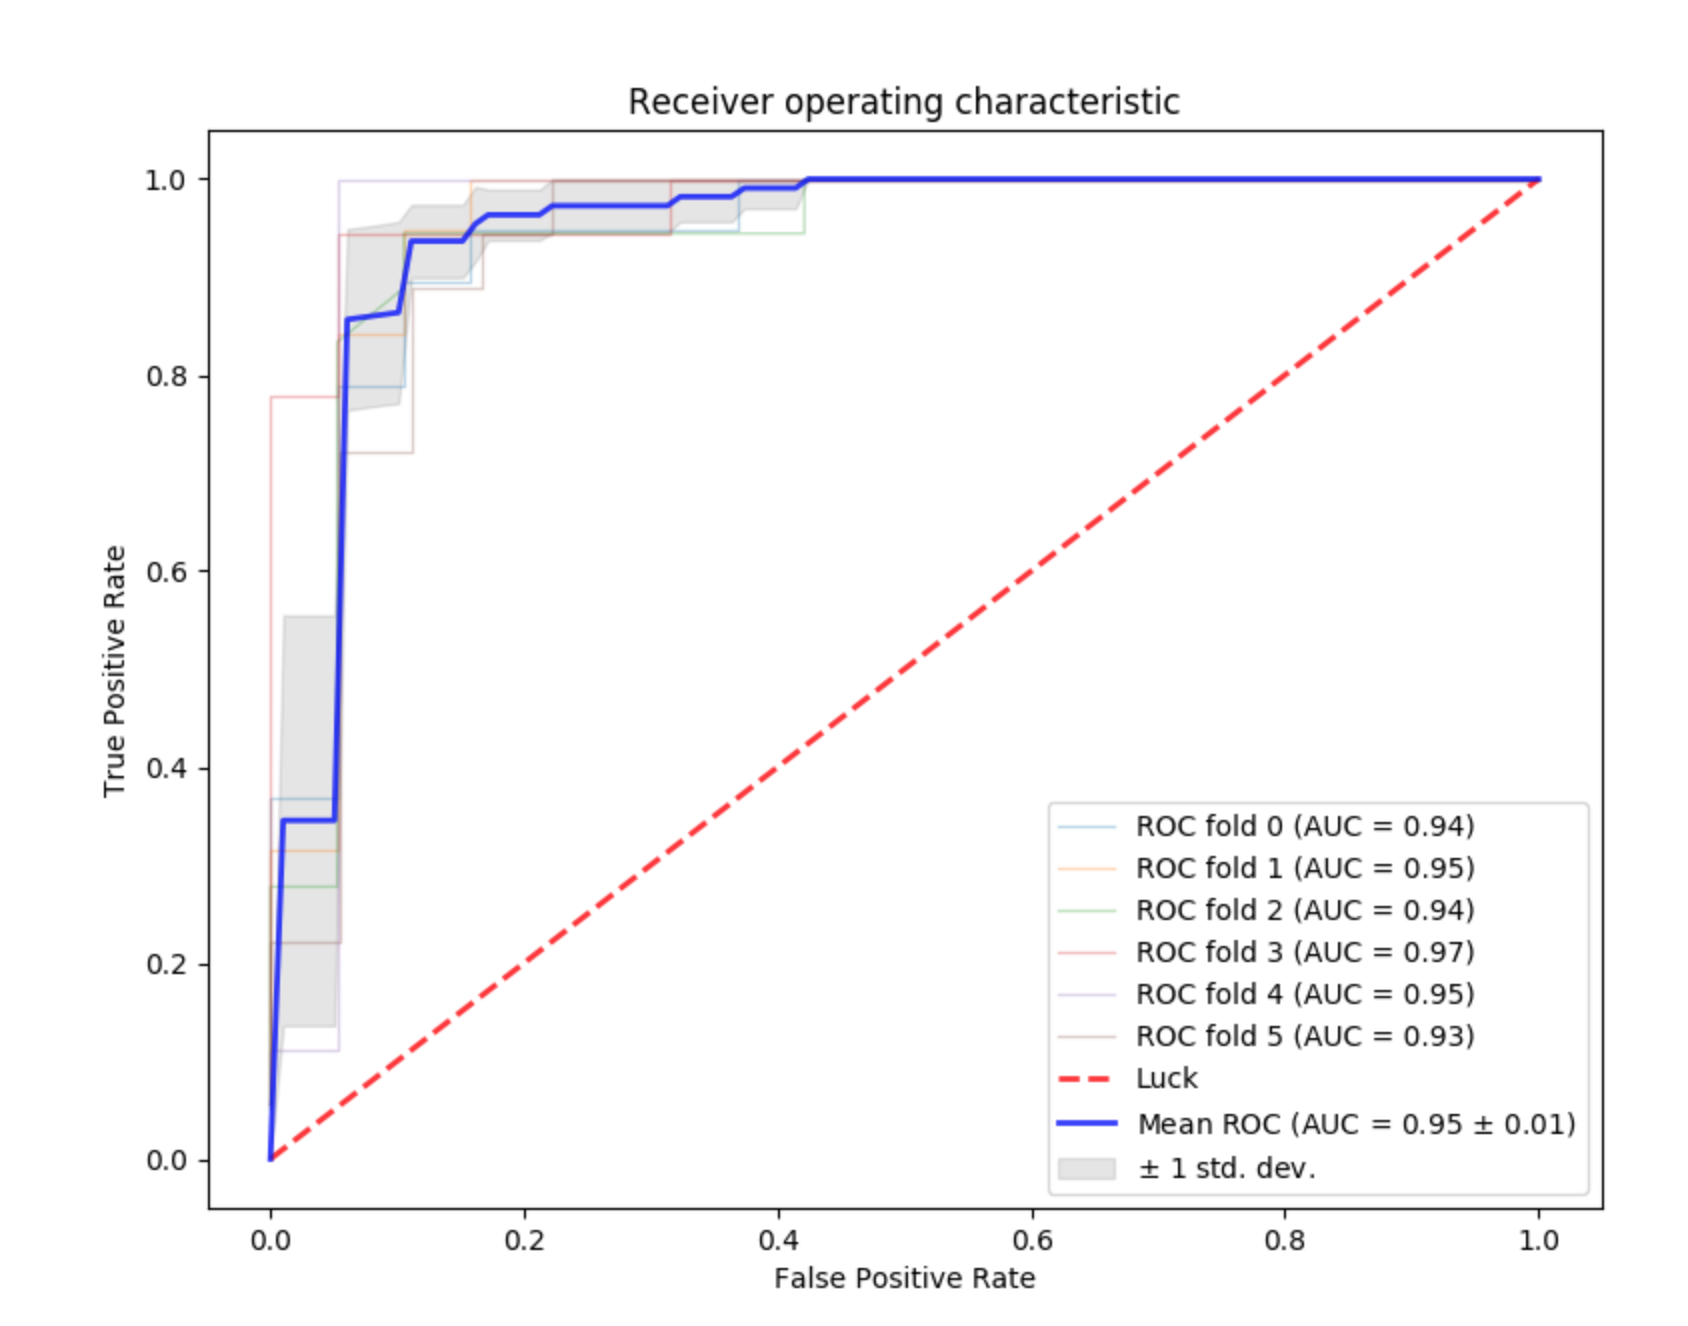 Receiver operating characteristic
True Positive Rate
1.0
0.8
0.6
0.4
0.2
0.0
0.0 0.2 0.4 0.6 0.8 1.0
False Positive Rate
ROC fold 0 (AUC = 0.94)
ROC fold 1 (AUC = 0.95)
ROC fold 2 (AUC = 0.94)
ROC fold 3 (AUC = 0.97)
ROC fold 4 (AUC = 0.95)
ROC fold 5 (AUC = 0.93)
Luck
Mean ROC (AUC = 0.95 ± 0.01)
± 1 std. dev.